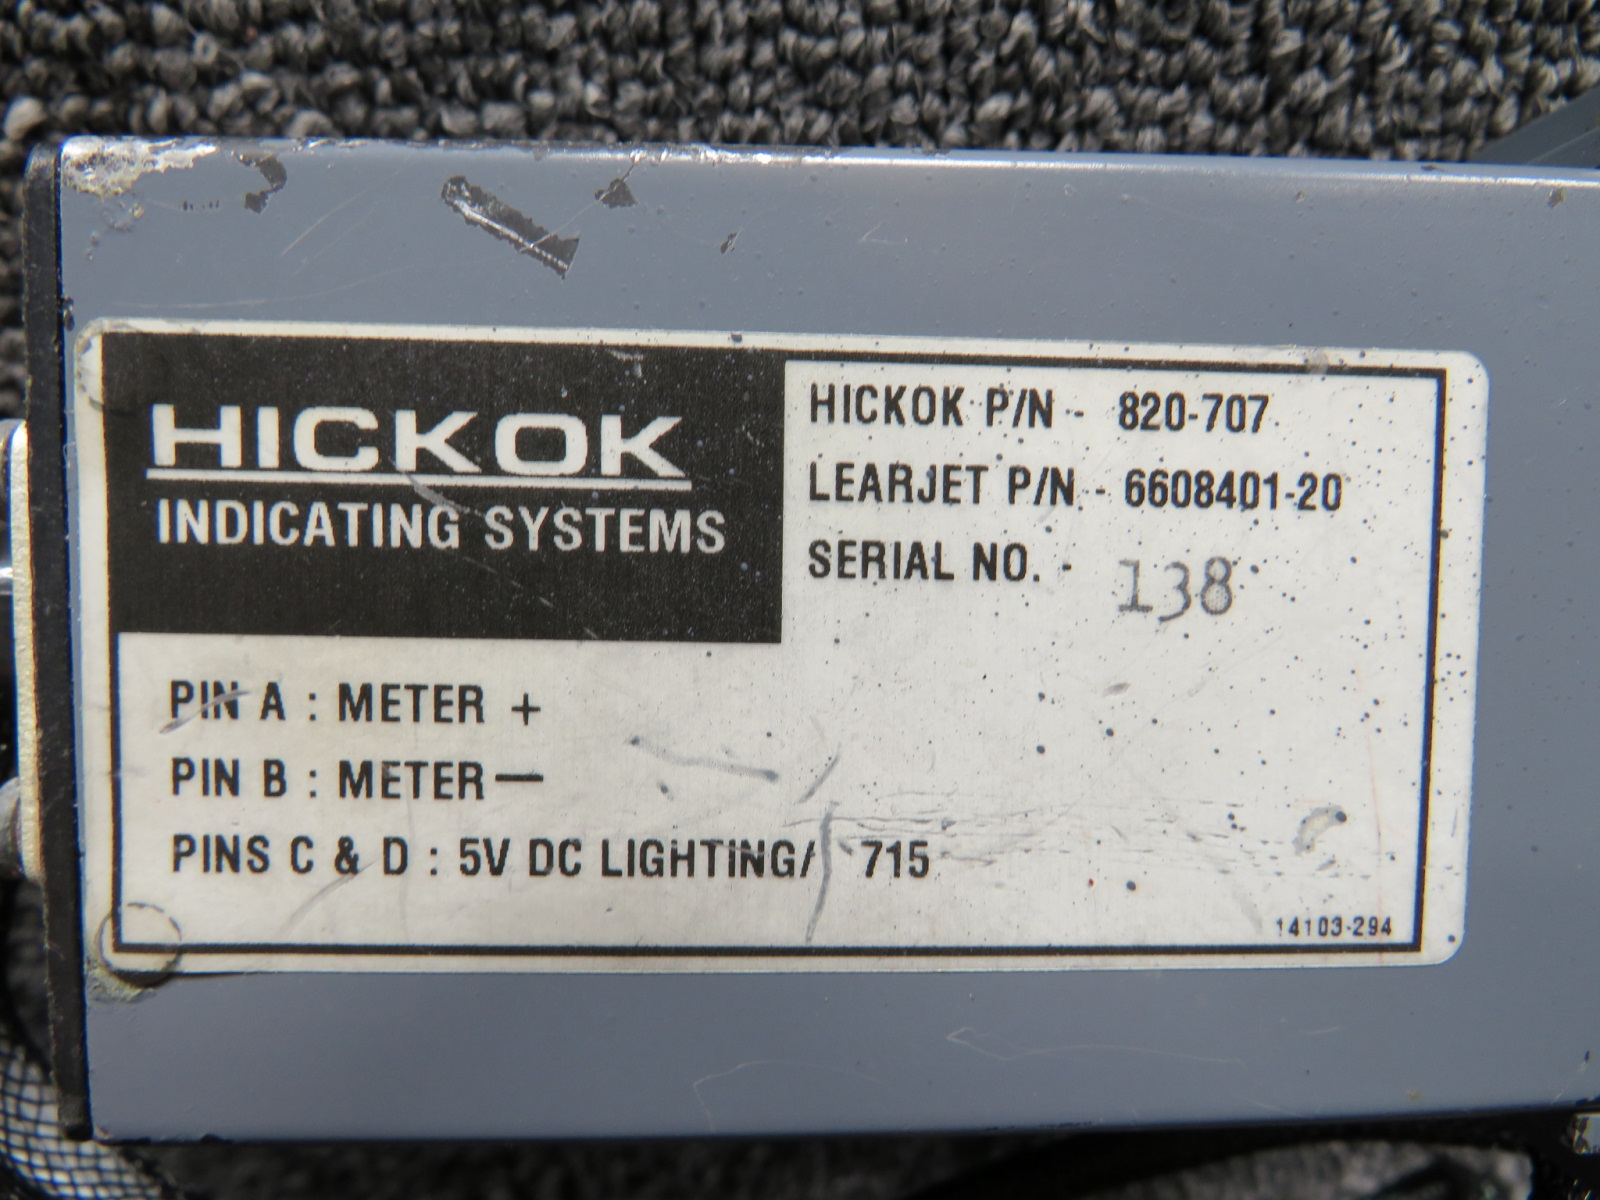 HICKOK
INDICATING SYSTEMS
HICKOK P/N - 820-707
LEARJET P/N - 6608401-20
SERIAL NO. - 138
PIN A : METER +
PIN B : METER —
PINS C & D : 5V DC LIGHTING/ 715
14103-294